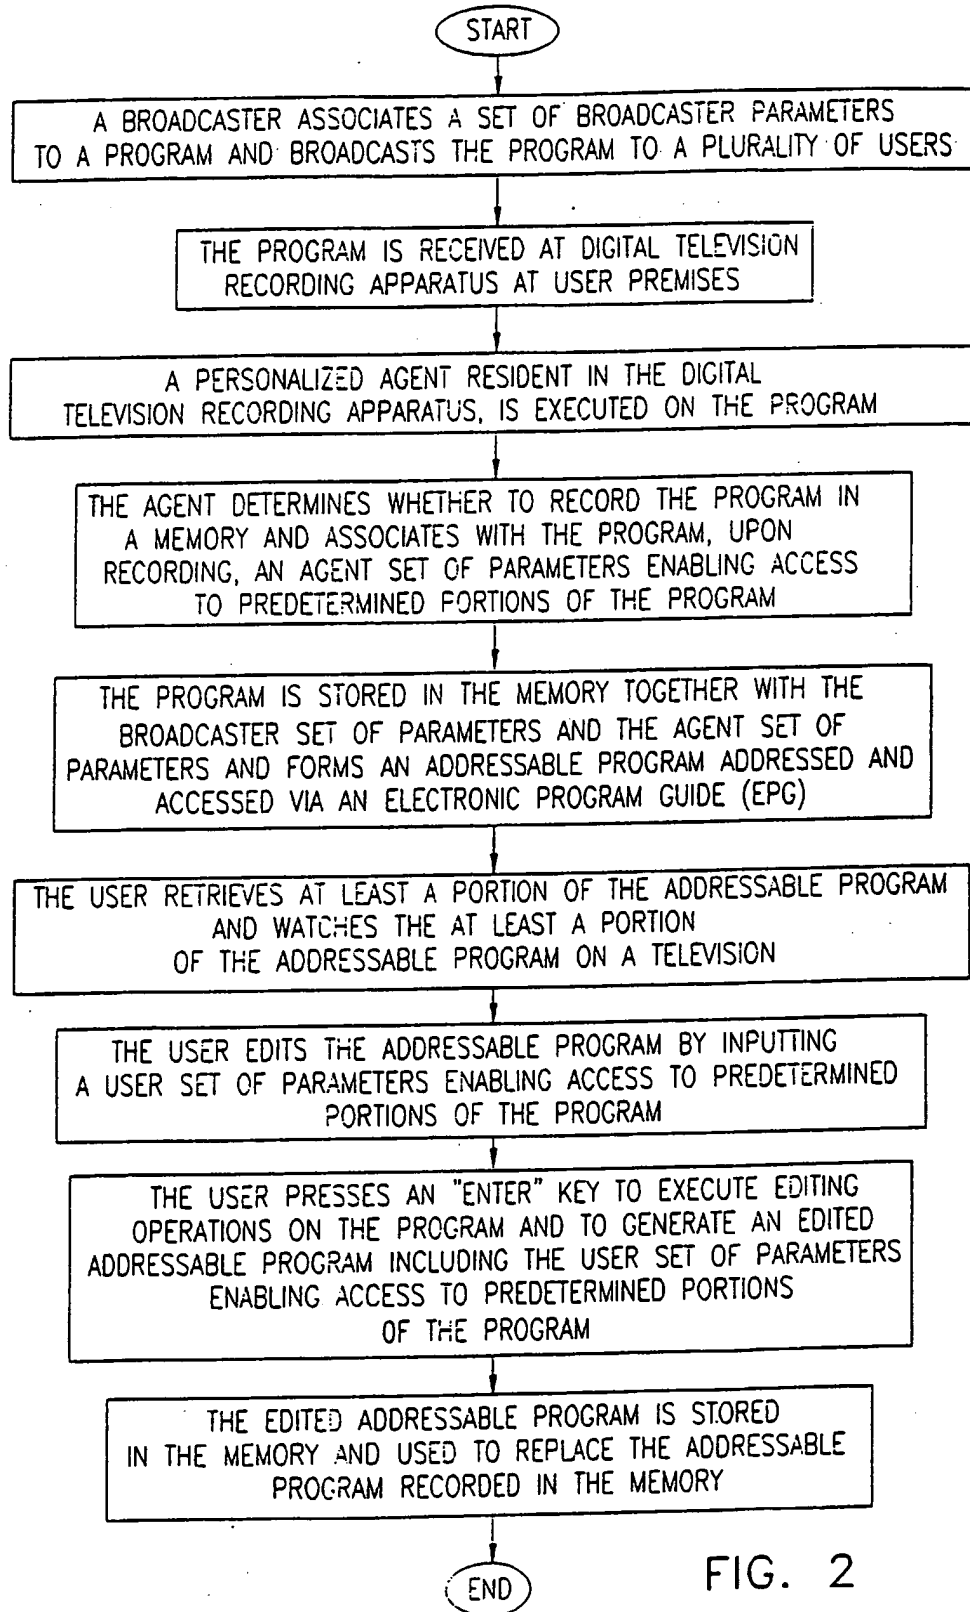 START
A BROADCASTER ASSOCIATES A SET OF BROADCASTER PARAMETERS
TO A PROGRAM AND BROADCASTS THE PROGRAM TO A PLURALITY OF USERS
THE PROGRAM IS RECEIVED AT DIGITAL TELEVISION
RECORDING APPARATUS AT USER PREMISES
A PERSONALIZED AGENT RESIDENT IN THE DIGITAL
TELEVISION RECORDING APPARATUS, IS EXECUTED ON THE PROGRAM
THE AGENT DETERMINES WHETHER TO RECORD THE PROGRAM IN
A MEMORY AND ASSOCIATES WITH THE PROGRAM, UPON
RECORDING, AN AGENT SET OF PARAMETERS ENABLING ACCESS
TO PREDETERMINED PORTIONS OF THE PROGRAM
THE PROGRAM IS STORED IN THE MEMORY TOGETHER WITH THE
BROADCASTER SET OF PARAMETERS AND THE AGENT SET OF
PARAMETERS AND FORMS AN ADDRESSABLE PROGRAM ADDRESSED AND
ACCESSED VIA AN ELECTRONIC PROGRAM GUIDE (EPG)
THE USER RETRIEVES AT LEAST A PORTION OF THE ADDRESSABLE PROGRAM
AND WATCHES THE AT LEAST A PORTION
OF THE ADDRESSABLE PROGRAM ON A TELEVISION
THE USER EDITS THE ADDRESSABLE PROGRAM BY INPUTTING
A USER SET OF PARAMETERS ENABLING ACCESS TO PREDETERMINED
PORTIONS OF THE PROGRAM
THE USER PRESSES AN "ENTER" KEY TO EXECUTE EDITING
OPERATIONS ON THE PROGRAM AND TO GENERATE AN EDITED
ADDRESSABLE PROGRAM INCLUDING THE USER SET OF PARAMETERS
ENABLING ACCESS TO PREDETERMINED PORTIONS
OF THE PROGRAM
THE EDITED ADDRESSABLE PROGRAM IS STORED
IN THE MEMORY AND USED TO REPLACE THE ADDRESSABLE
PROGRAM RECORDED IN THE MEMORY
END
FIG. 2